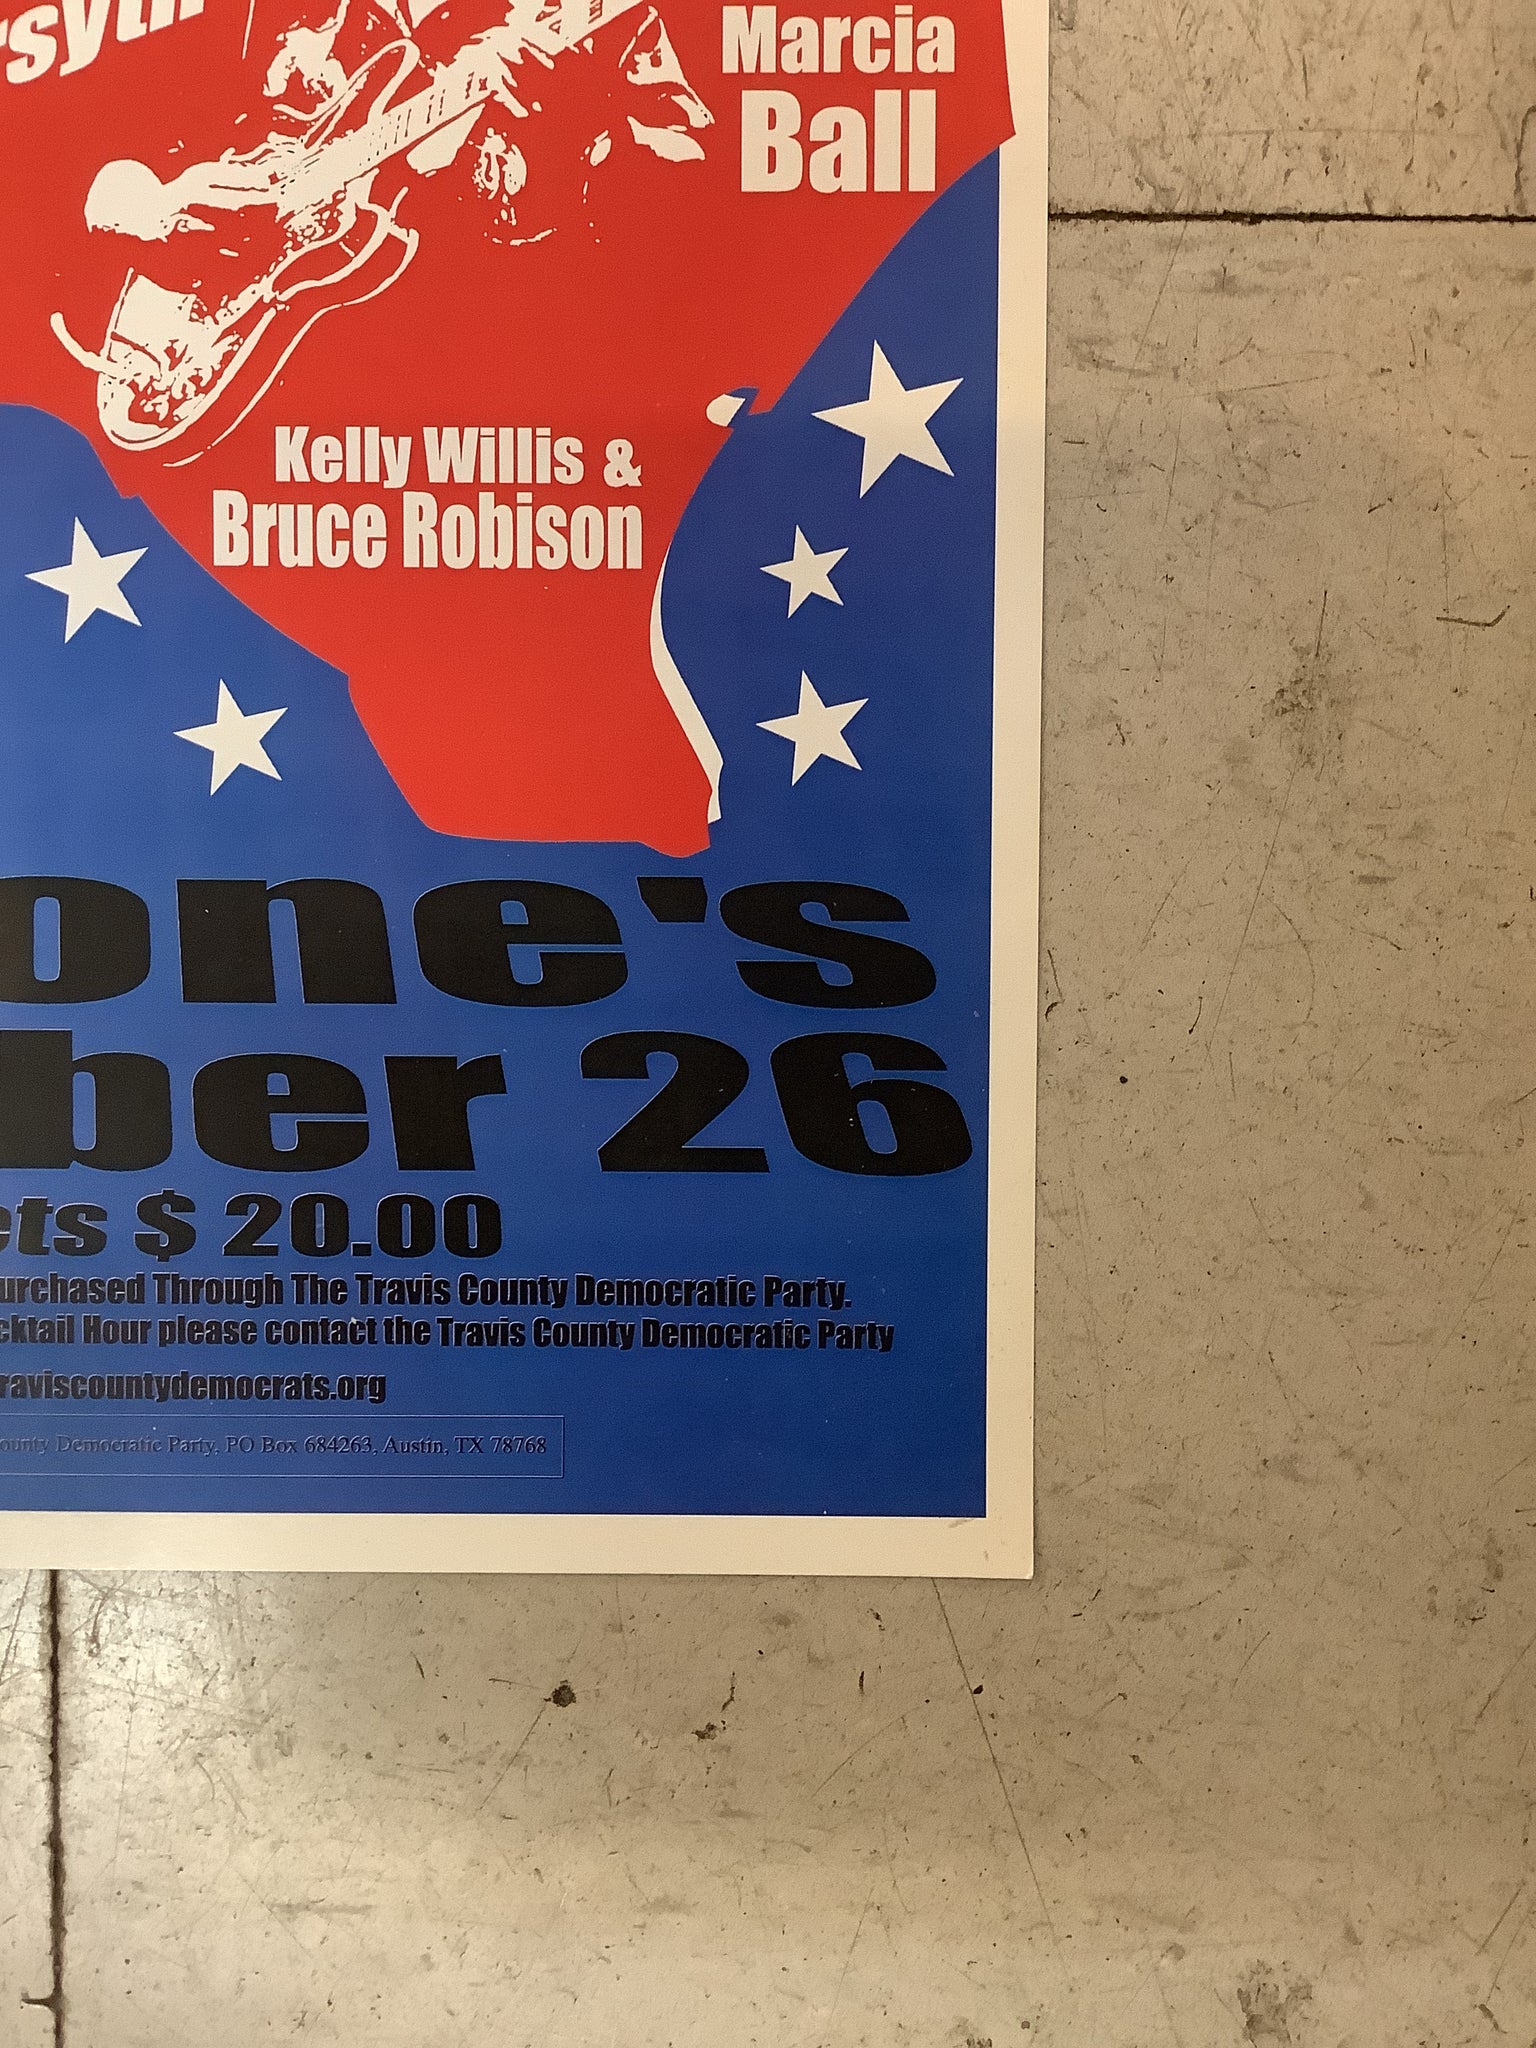 rsyth
Marcia
Ball
Kelly Willis &
Bruce Robison
one's
ber 26
ets $ 20.00
urchased Through The Travis County Democratic Party.
cktail Hour please contact the Travis County Democratic Party
raviscountydemocrats.org
ounty Democratic Party, PO Box 684263, Austin, TX 78768